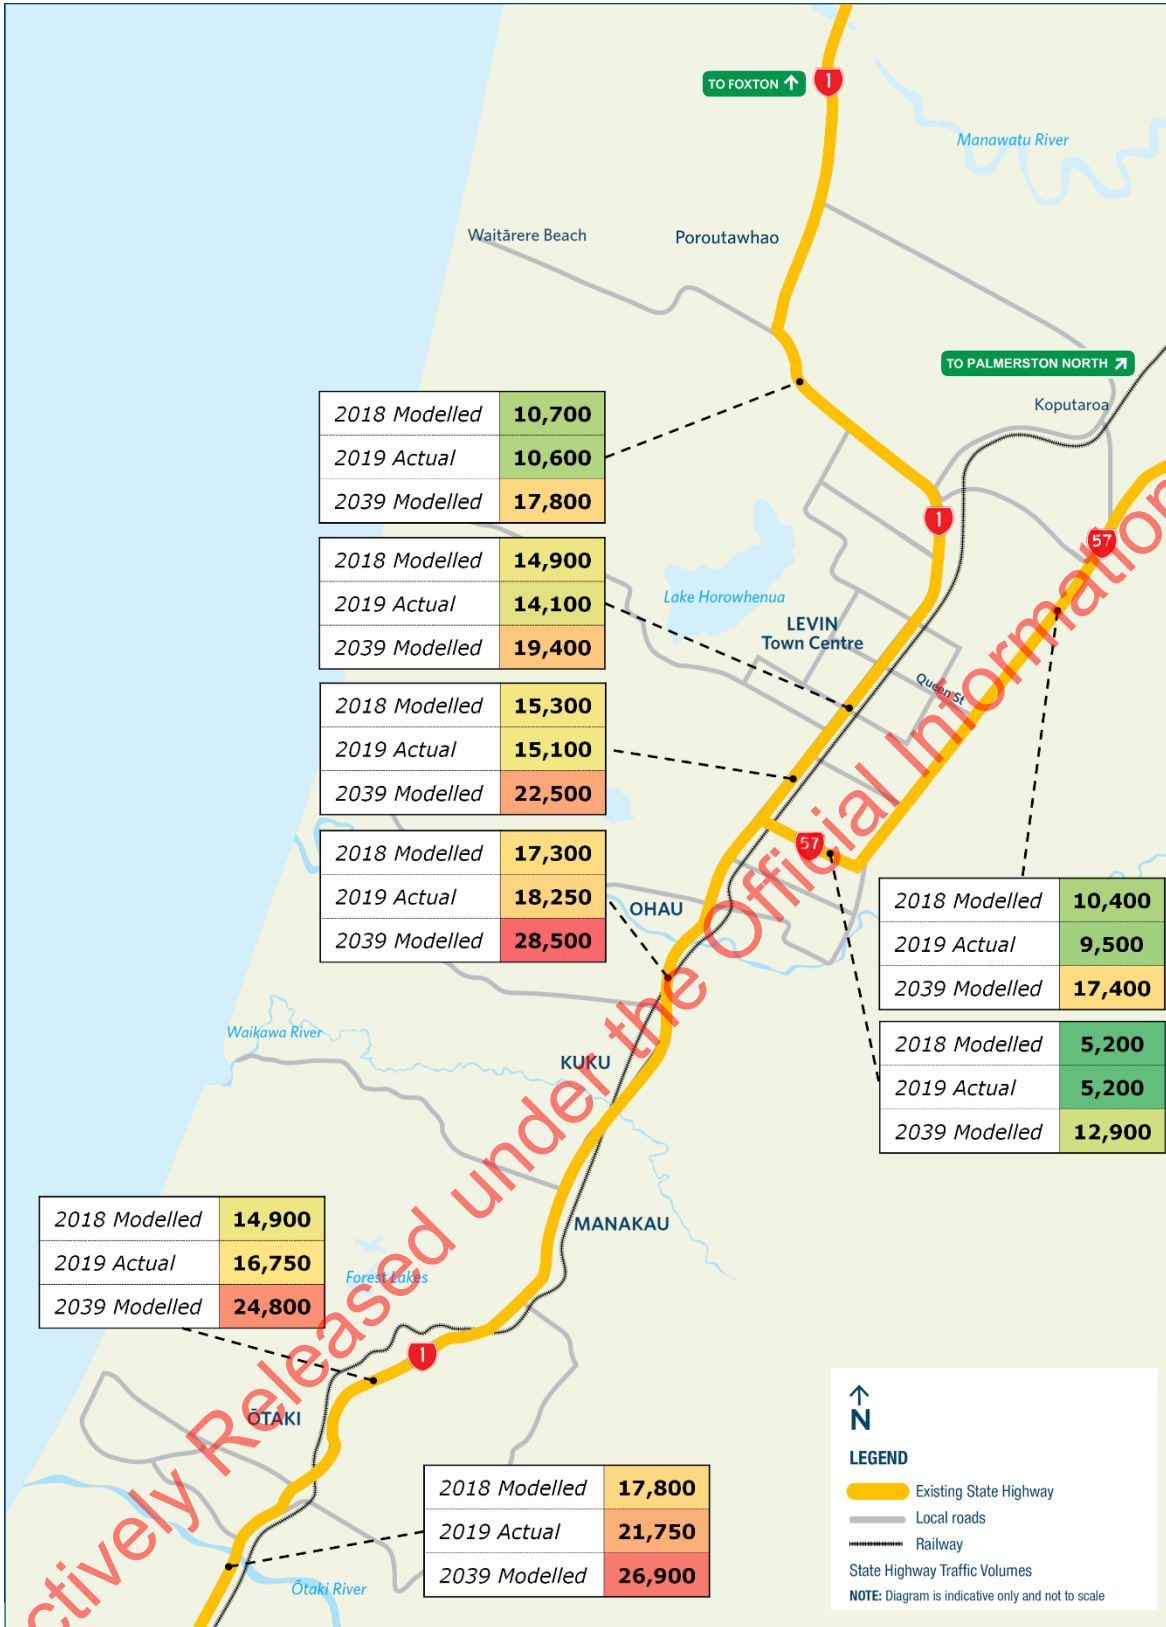 1
TO FOXTON ↑
Manawatu River
Waitārere Beach
Poroutawhao
TO PALMERSTON NORTH ↗
Koputaroa
2018 Modelled 10,700
2019 Actual 10,600
2039 Modelled 17,800
1
57
2018 Modelled 14,900
2019 Actual 14,100
2039 Modelled 19,400
Lake Horowhenua
LEVIN
Town Centre
Queen St
2018 Modelled 15,300
2019 Actual 15,100
2039 Modelled 22,500
57
2018 Modelled 17,300
2019 Actual 18,250
2039 Modelled 28,500
OHAU
2018 Modelled 10,400
2019 Actual 9,500
2039 Modelled 17,400
Waikawa River
KUKU
2018 Modelled 5,200
2019 Actual 5,200
2039 Modelled 12,900
MANAKAU
2018 Modelled 14,900
2019 Actual 16,750
2039 Modelled 24,800
Forest Lakes
1
ŌTAKI
2018 Modelled 17,800
2019 Actual 21,750
2039 Modelled 26,900
Ōtaki River
N
LEGEND
Existing State Highway
Local roads
Railway
State Highway Traffic Volumes
NOTE: Diagram is indicative only and not to scale
ctively Released under the Official Information